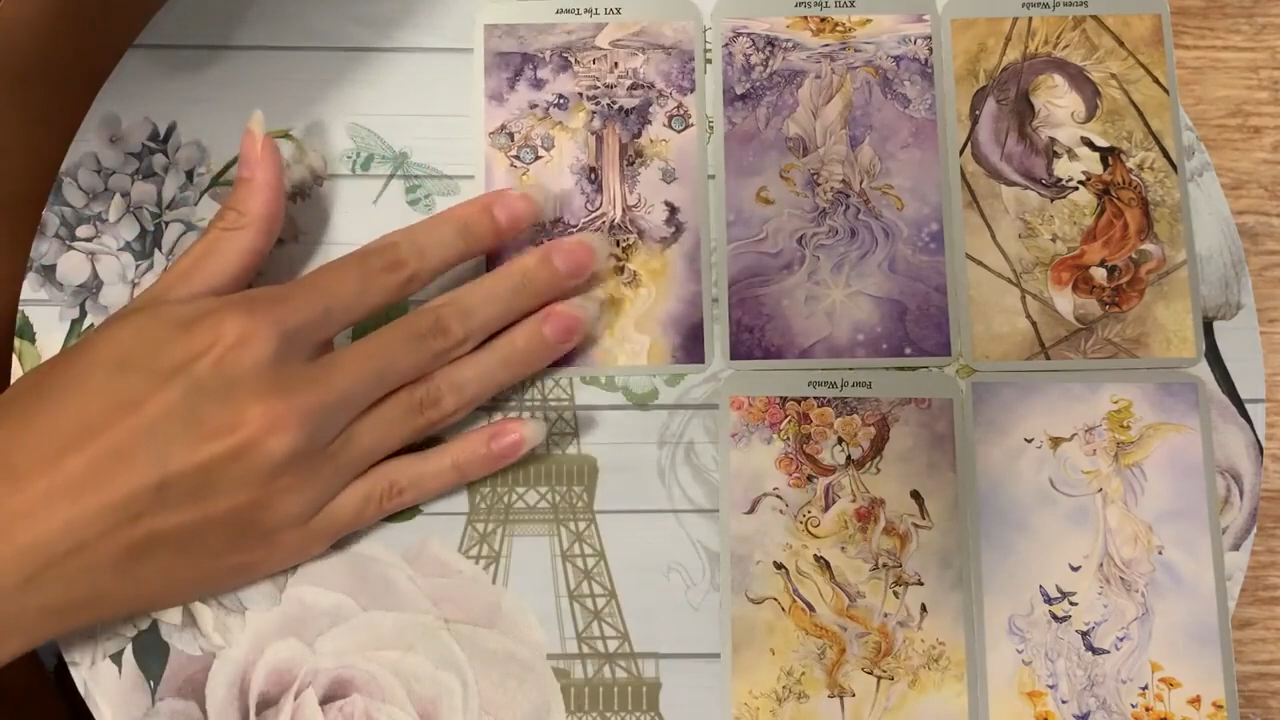 XVI The Tower
XVII The Star
Seven of Wands
Four of Wands